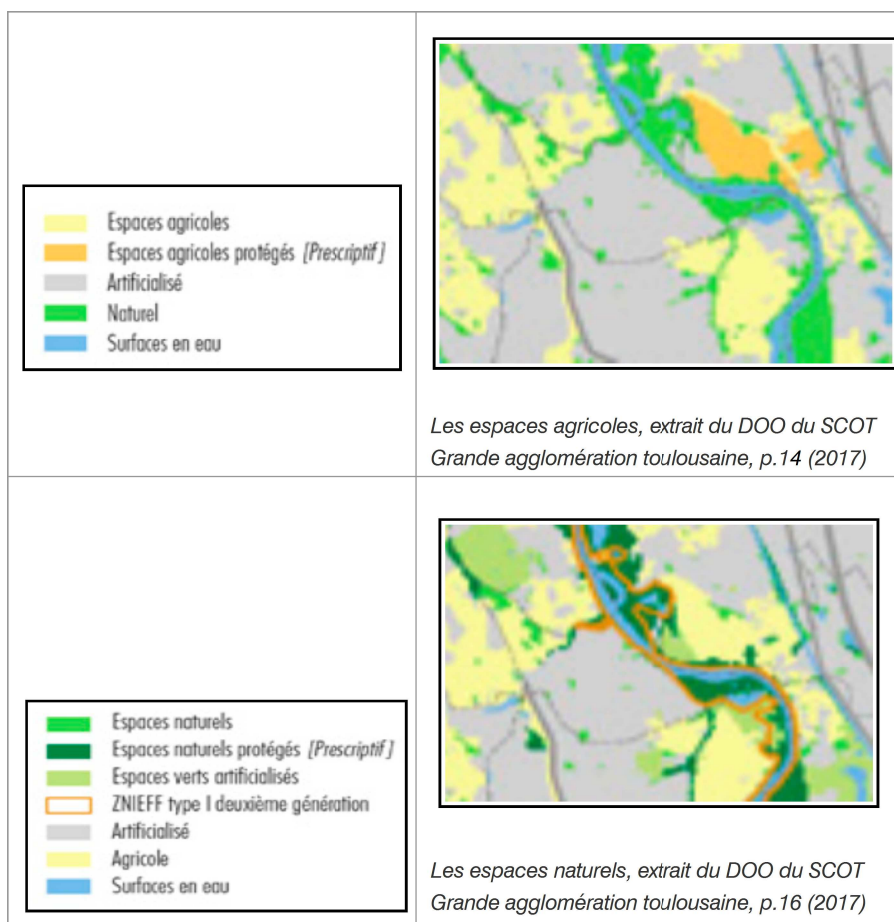 Espaces agricoles
Espaces agricoles protégés [Prescriptif]
Artificialisé
Naturel
Surfaces en eau
Les espaces agricoles, extrait du DOO du SCOT
Grande agglomération toulousaine, p.14 (2017)
Espaces naturels
Espaces naturels protégés [Prescriptif]
Espaces verts artificialisés
ZNIEFF type I deuxième génération
Artificialisé
Agricole
Surfaces en eau
Les espaces naturels, extrait du DOO du SCOT
Grande agglomération toulousaine, p.16 (2017)